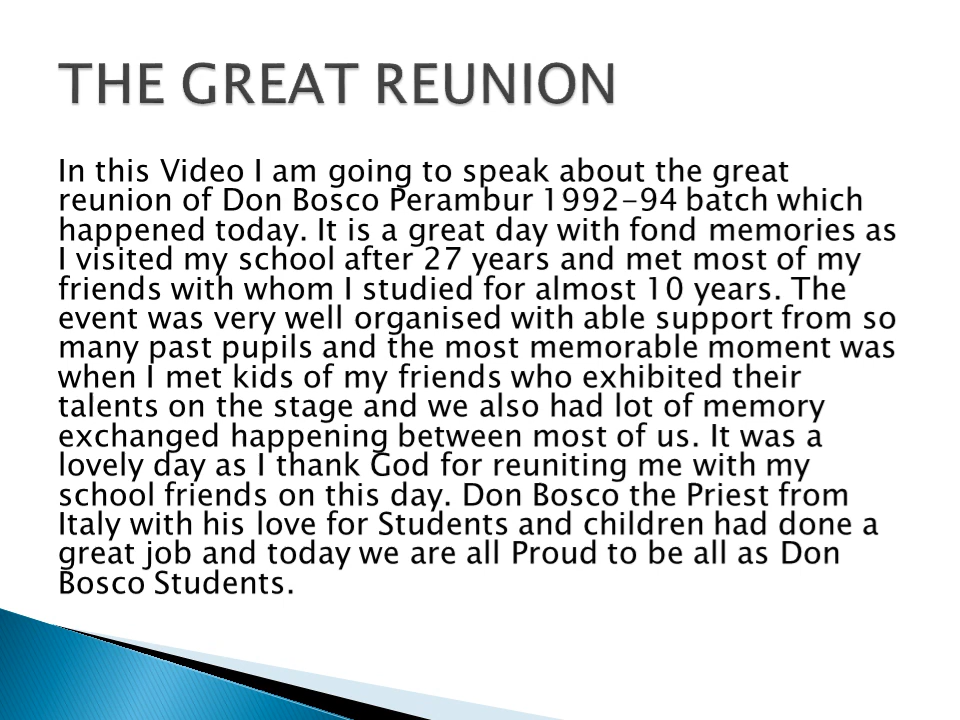 THE GREAT REUNION
In this Video I am going to speak about the great
reunion of Don Bosco Perambur 1992-94 batch which
happened today. It is a great day with fond memories as
I visited my school after 27 years and met most of my
friends with whom I studied for almost 10 years. The
event was very well organised with able support from so
many past pupils and the most memorable moment was
when I met kids of my friends who exhibited their
talents on the stage and we also had lot of memory
exchanged happening between most of us. It was a
lovely day as I thank God for reuniting me with my
school friends on this day. Don Bosco the Priest from
Italy with his love for Students and children had done a
great job and today we are all Proud to be all as Don
Bosco Students.